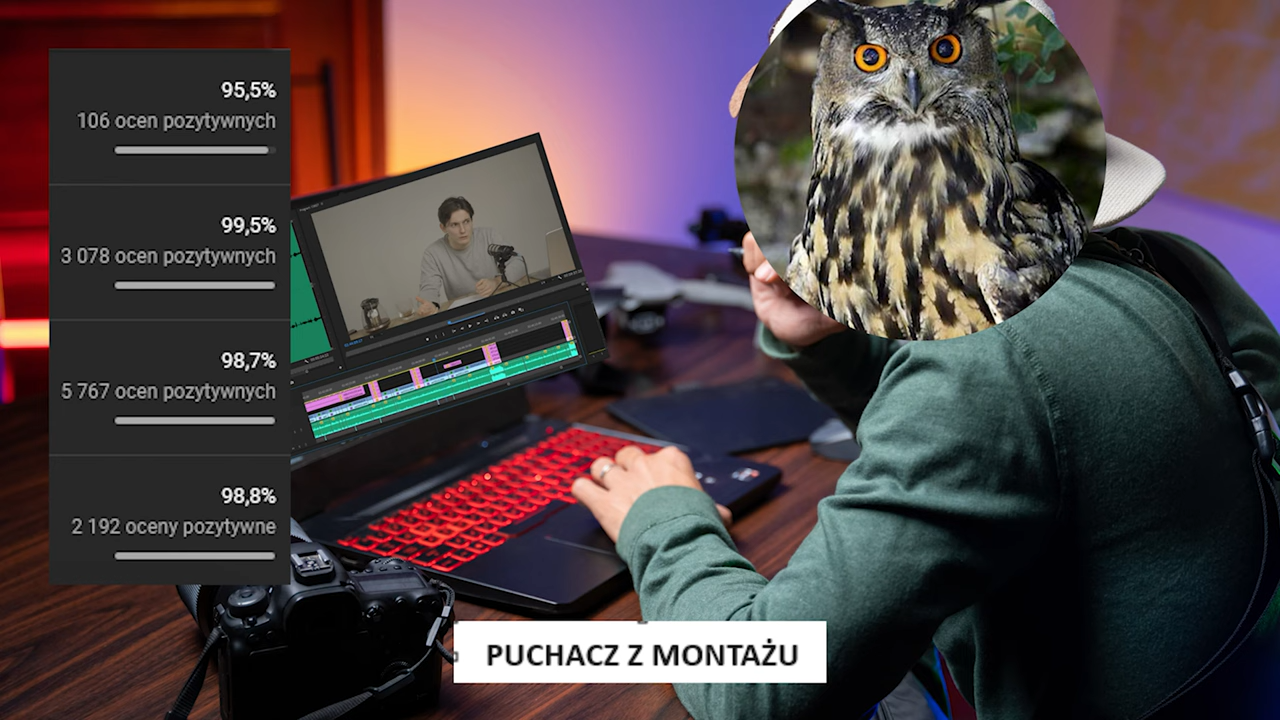 95,5%
106 ocen pozytywnych
99,5%
3 078 ocen pozytywnych
98,7%
5 767 ocen pozytywnych
98,8%
2 192 oceny pozytywne
PUCHACZ Z MONTAŻU